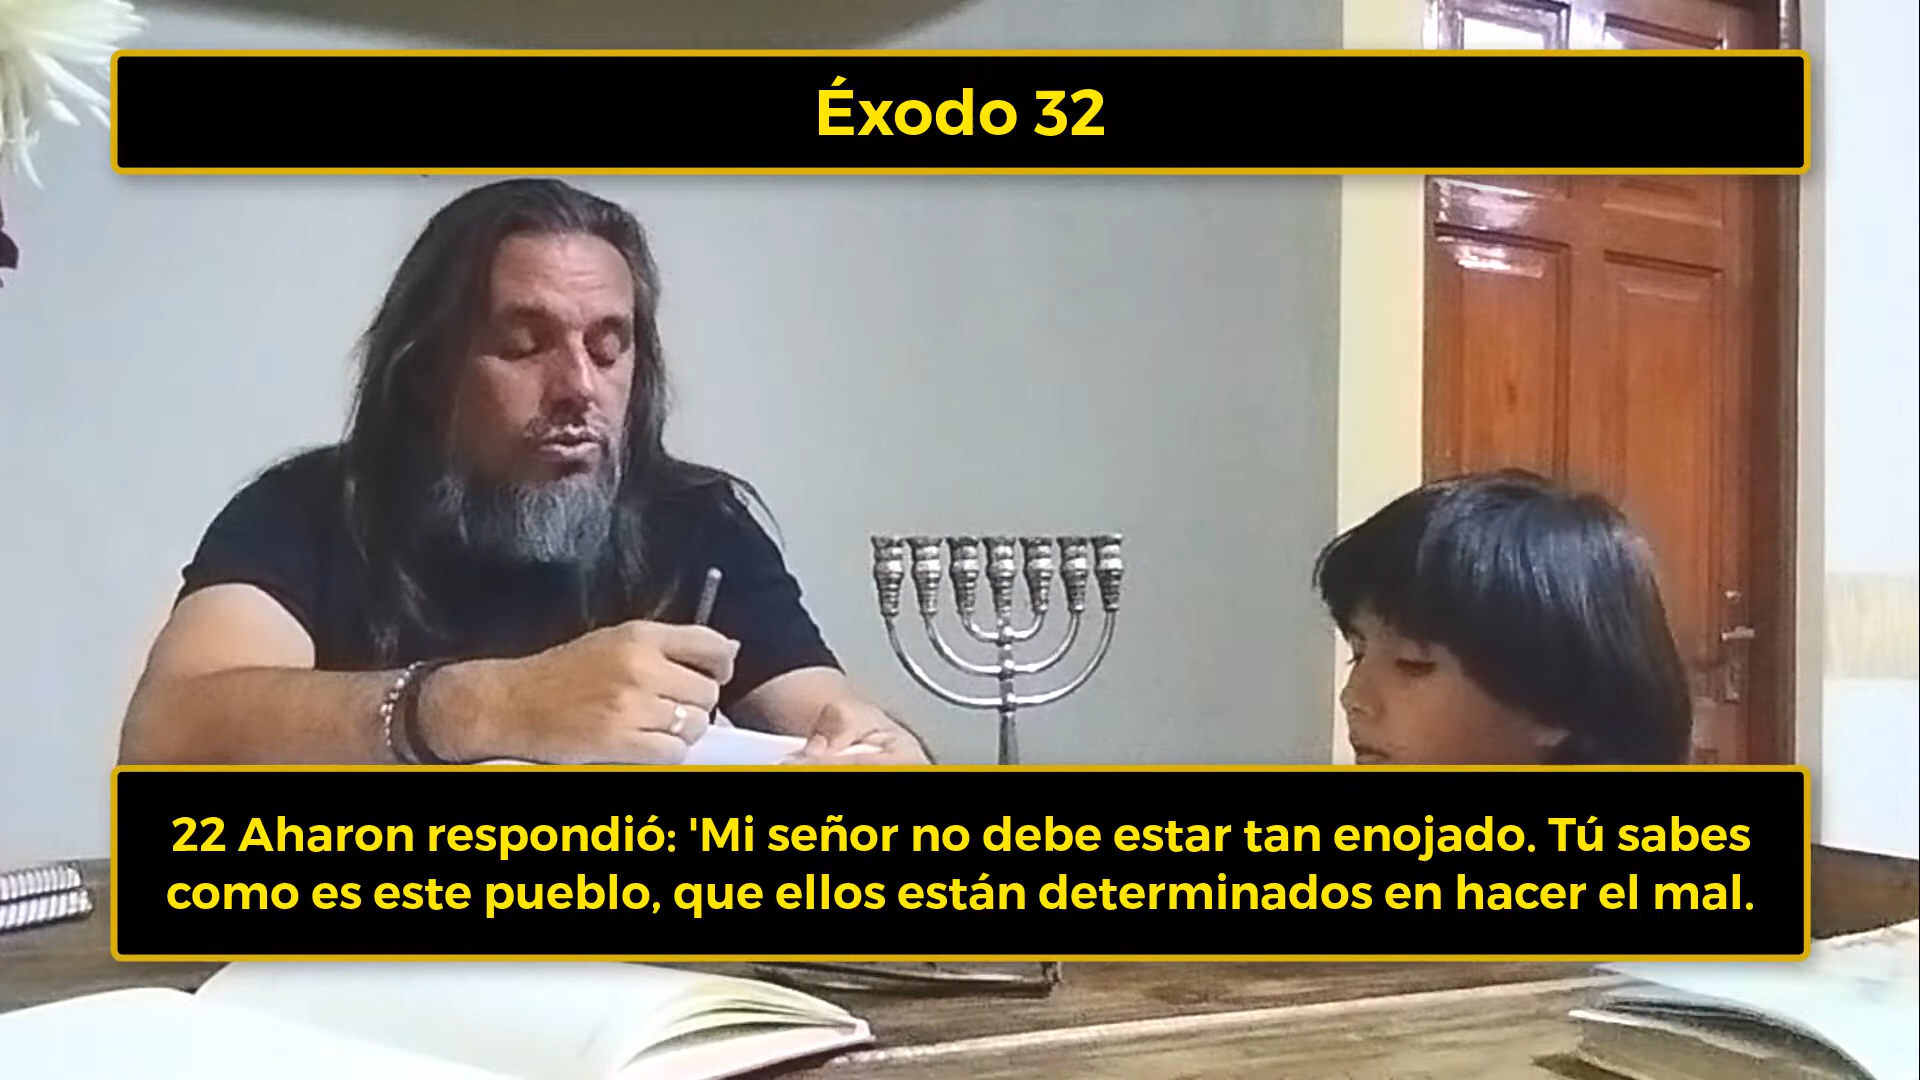 Éxodo 32
22 Aharon respondió: 'Mi señor no debe estar tan enojado. Tú sabes
como es este pueblo, que ellos están determinados en hacer el mal.